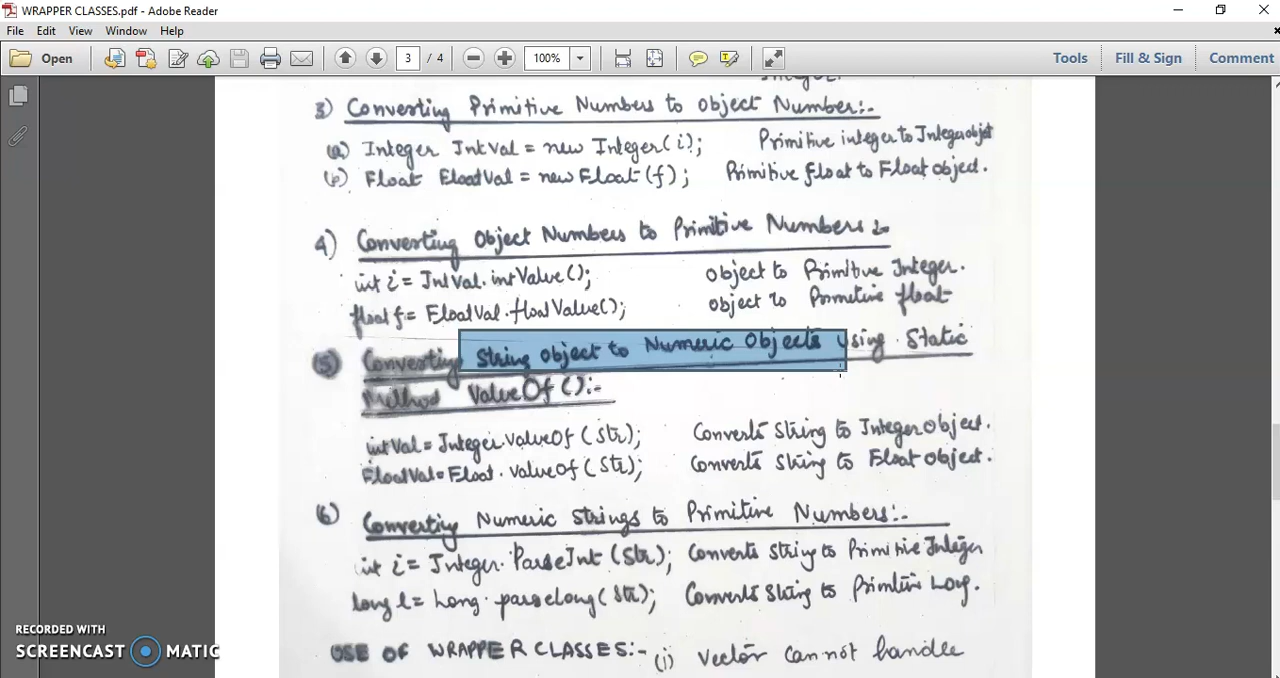 WRAPPER CLASSES.pdf - Adobe Reader
File Edit View Window Help
Open 3 / 4 100% Tools Fill & Sign Comment
Integer.
3) Converting Primitive Numbers to Object Number:-
(a) Integer IntVal = new Integer(i); Primitive integer to Integer object
(b) Float FloatVal = new Float(f); Primitive float to Float object.
4) Converting Object Numbers to Primitive Numbers:-
int i = IntVal.intValue(); object to Primitive Integer.
float f = FloatVal.floatValue(); object to Primitive float
(5) Converting String Object to Numeric Objects using Static
Method ValueOf():-
intVal = Integer.ValueOf(Str); Converts String to Integer Object.
FloatVal = Float.ValueOf(Str); Converts String to Float Object.
(6) Converting Numeric Strings to Primitive Numbers:-
int i = Integer.ParseInt(Str); Converts String to Primitive Integer
long l = Long.parselong(Str); Converts String to Primitive Long.
USE OF WRAPPER CLASSES:- (i) Vector cannot handle
RECORDED WITH
SCREENCAST MATIC